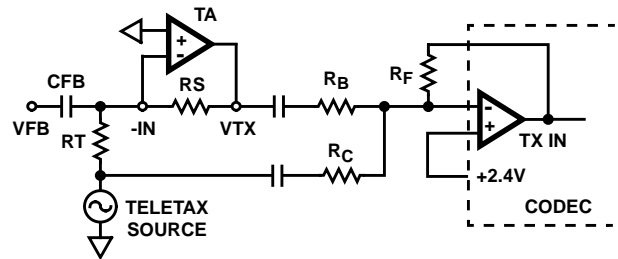 TA
+
-
CFB
RS
RB
RF
VFB
-IN
VTX
RT
-
+
TX IN
RC
+2.4V
TELETAX
SOURCE
CODEC